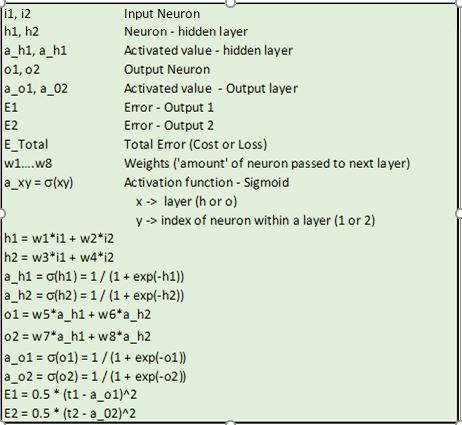 i1, i2 Input Neuron
h1, h2 Neuron - hidden layer
a_h1, a_h1 Activated value - hidden layer
o1, o2 Output Neuron
a_o1, a_02 Activated value - Output layer
E1 Error - Output 1
E2 Error - Output 2
E_Total Total Error (Cost or Loss)
w1....w8 Weights ('amount' of neuron passed to next layer)
a_xy = σ(xy) Activation function - Sigmoid
x -> layer (h or o)
y -> index of neuron within a layer (1 or 2)
h1 = w1*i1 + w2*i2
h2 = w3*i1 + w4*i2
a_h1 = σ(h1) = 1 / (1 + exp(-h1))
a_h2 = σ(h2) = 1 / (1 + exp(-h2))
o1 = w5*a_h1 + w6*a_h2
o2 = w7*a_h1 + w8*a_h2
a_o1 = σ(o1) = 1 / (1 + exp(-o1))
a_o2 = σ(o2) = 1 / (1 + exp(-o2))
E1 = 0.5 * (t1 - a_o1)^2
E2 = 0.5 * (t2 - a_02)^2